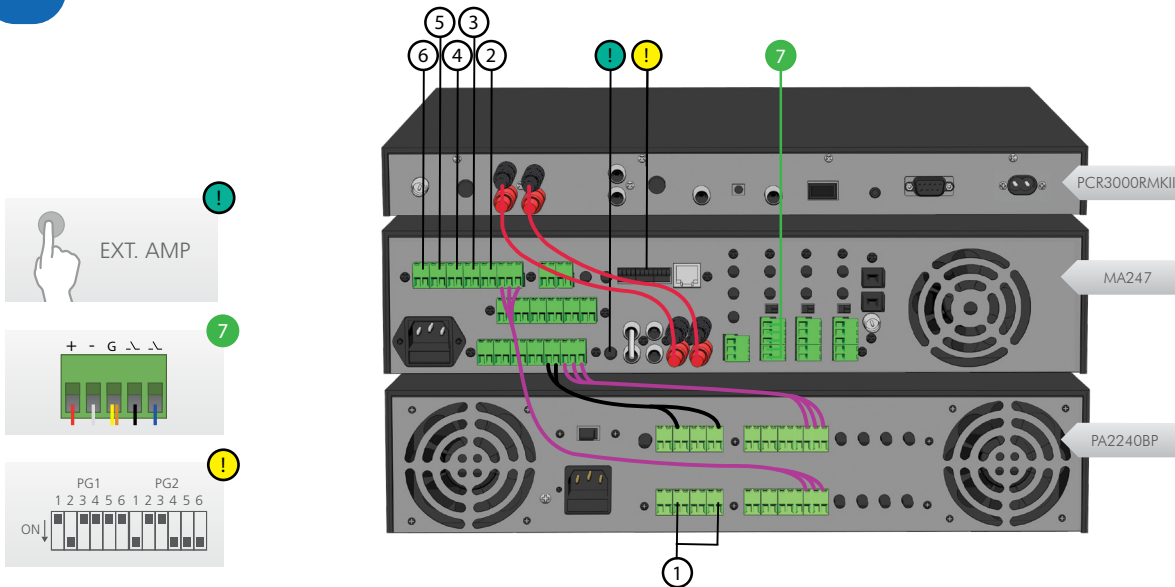 5 3
6 4 2 ! ! 7
PCR3000RMKII
!
EXT. AMP
MA247
7
+ - G
PA2240BP
!
PG1 PG2
1 2 3 4 5 6 1 2 3 4 5 6
ON
1